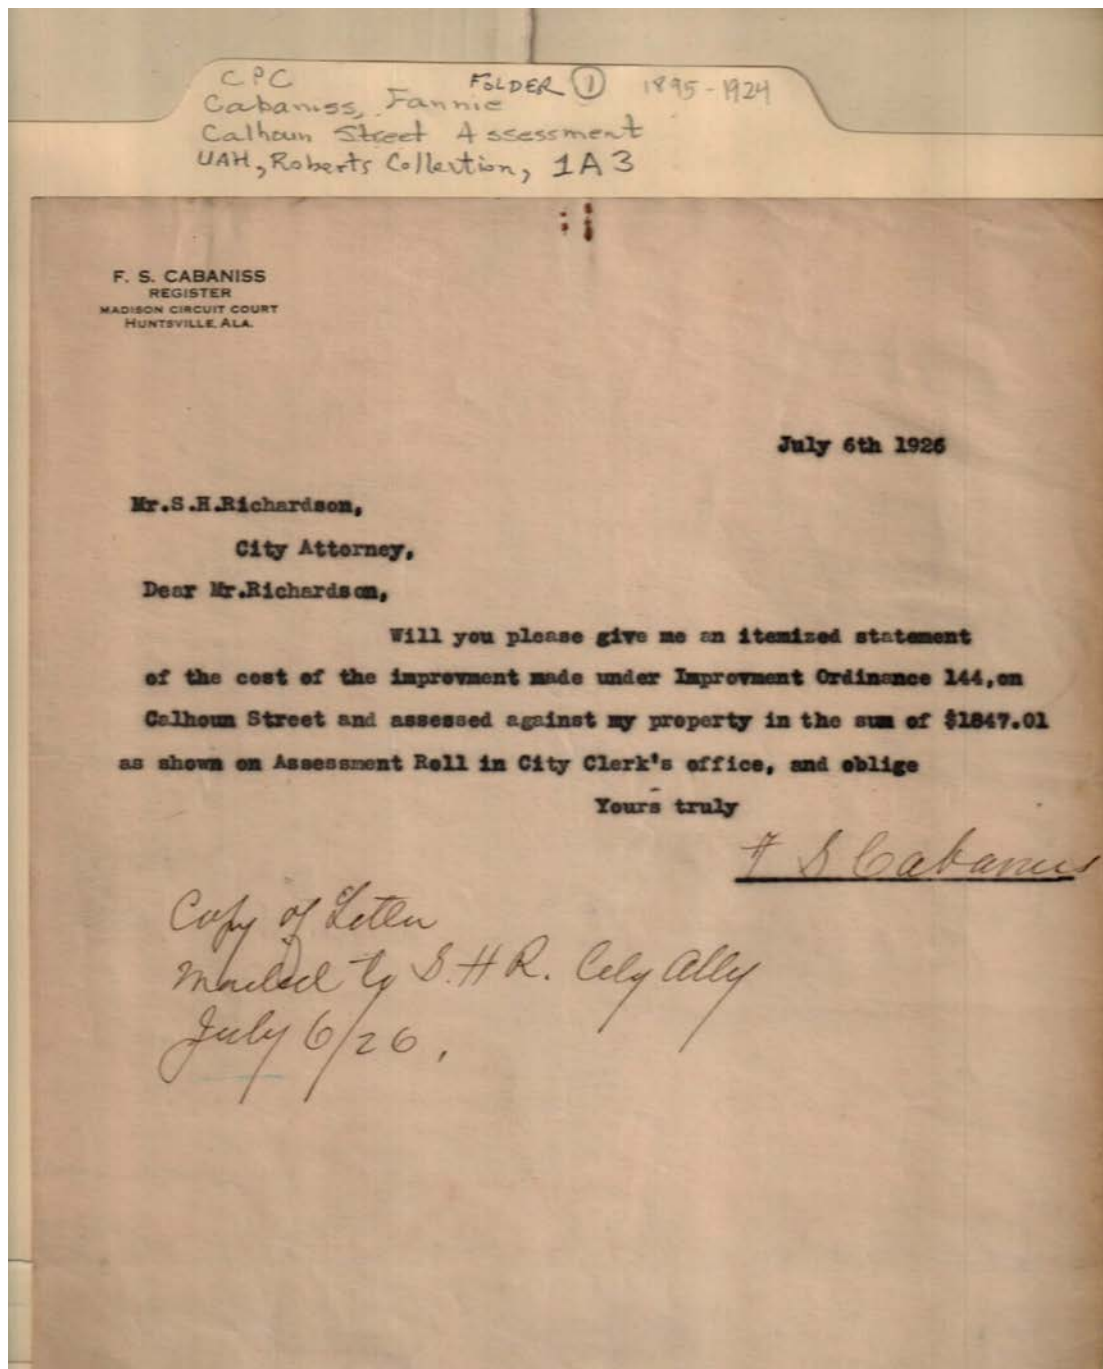 CPC FOLDER 1 1895-1924
Cabaniss, Fannie
Calhoun Street Assessment
UAH, Roberts Collection, 1A3
F. S. CABANISS
REGISTER
MADISON CIRCUIT COURT
HUNTSVILLE, ALA.
July 6th 1926
Mr.S.H.Richardson,
City Attorney,
Dear Mr.Richardson,
Will you please give me an itemized statement
of the cost of the improvment made under Improvment Ordinance 144,on
Calhoun Street and assessed against my property in the sum of $1847.01
as shown on Assessment Roll in City Clerk's office, and oblige
Yours truly
F S Cabaniss
Copy of Letter
Mailed to S. H R. City Atty
July 6/26.